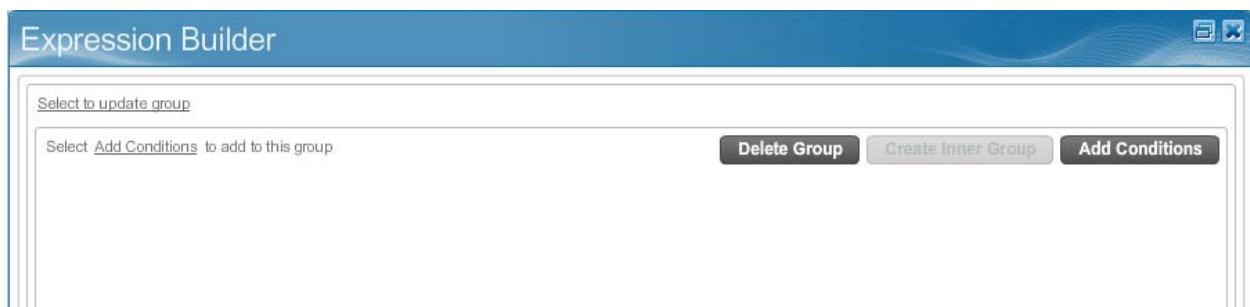 Expression Builder
Select to update group
Select Add Conditions to add to this group
Delete Group Create Inner Group Add Conditions